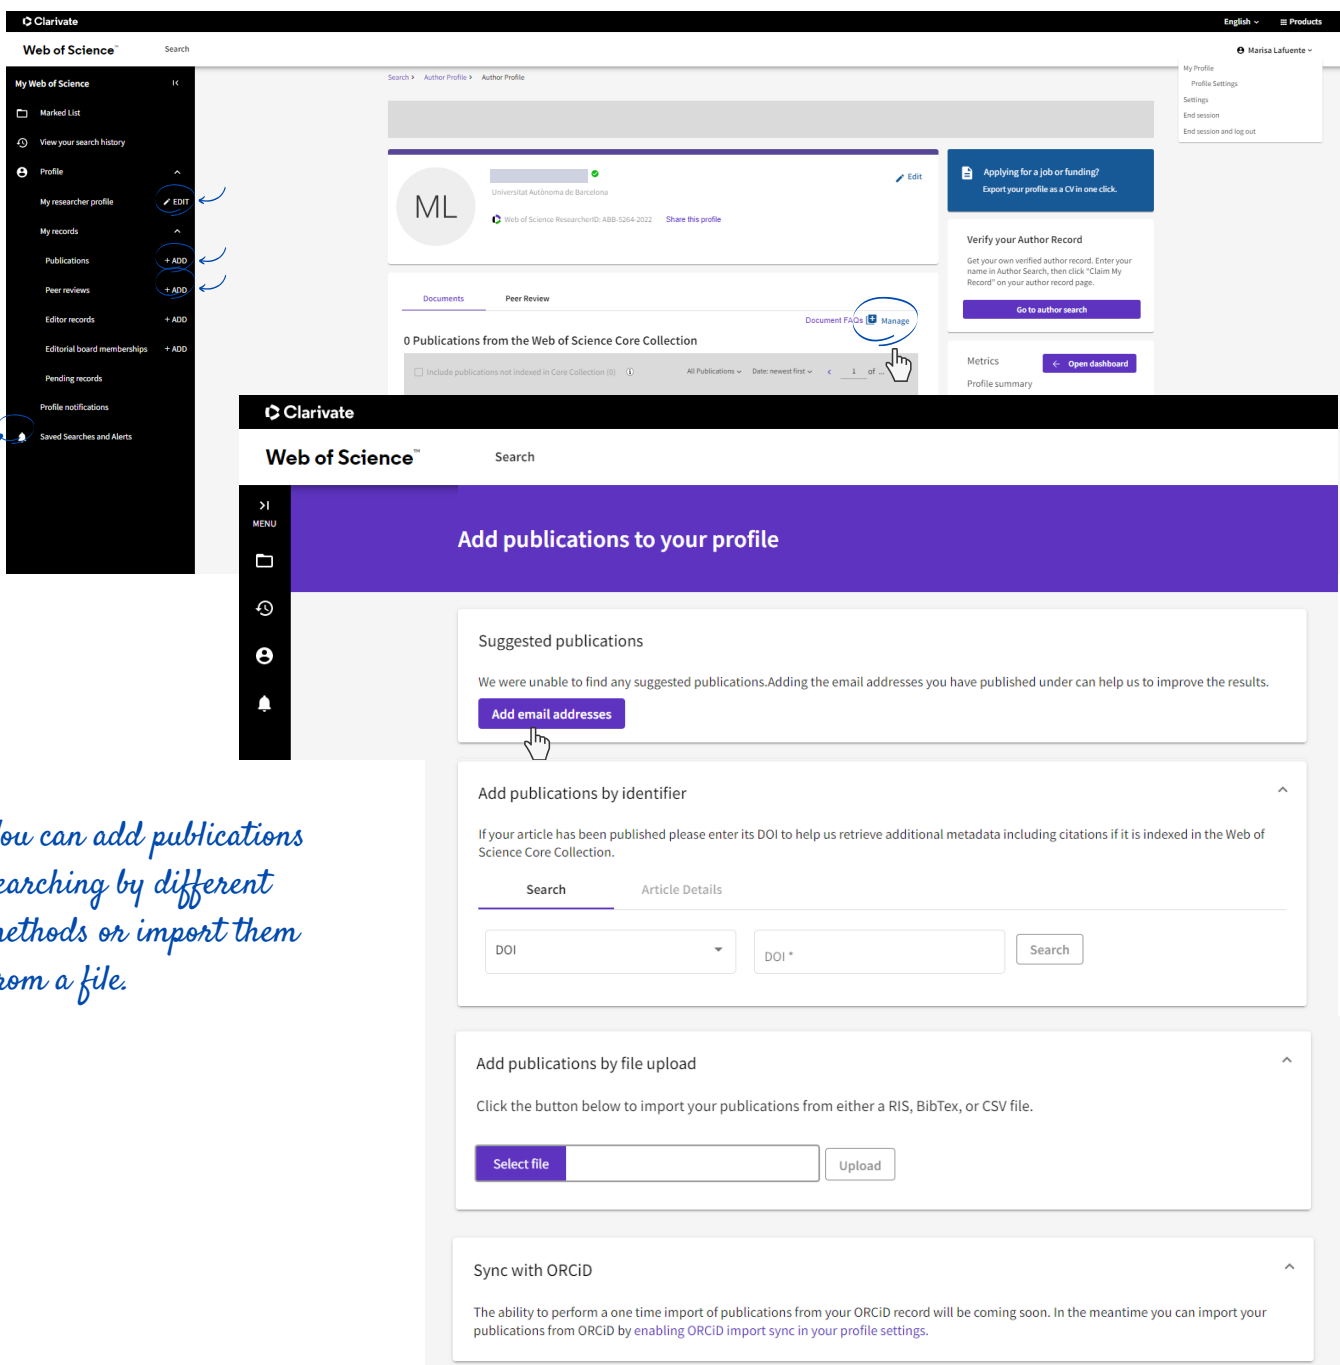 Clarivate
English
Products
Web of Science™
Search
Marisa Lafuente
My Profile
Profile Settings
Settings
End session
End session and log out
My Web of Science
Marked List
View your search history
Profile
My researcher profile
EDIT
My records
Publications
+ ADD
Peer reviews
+ ADD
Editor records
+ ADD
Editorial board memberships
+ ADD
Pending records
Profile notifications
Saved Searches and Alerts
Search > Author Profile > Author Profile
ML
Universitat Autònoma de Barcelona
Web of Science ResearcherID: ABB-5264-2022 Share this profile
Edit
Documents
Peer Review
Document FAQs
Manage
0 Publications from the Web of Science Core Collection
Include publications not indexed in Core Collection (0)
All Publications
Date: newest first
< 1 of ...
Applying for a job or funding?
Export your profile as a CV in one click.
Verify your Author Record
Get your own verified author record. Enter your
name in Author Search, then click "Claim My
Record" on your author record page.
Go to author search
Metrics
← Open dashboard
Profile summary
Clarivate
Web of Science™
Search
MENU
Add publications to your profile
Suggested publications
We were unable to find any suggested publications.Adding the email addresses you have published under can help us to improve the results.
Add email addresses
Add publications by identifier
If your article has been published please enter its DOI to help us retrieve additional metadata including citations if it is indexed in the Web of
Science Core Collection.
Search
Article Details
DOI
DOI *
Search
can add publications
by different
or import them
a file.
Add publications by file upload
Click the button below to import your publications from either a RIS, BibTex, or CSV file.
Select file
Upload
Sync with ORCiD
The ability to perform a one time import of publications from your ORCiD record will be coming soon. In the meantime you can import your
publications from ORCiD by enabling ORCiD import sync in your profile settings.